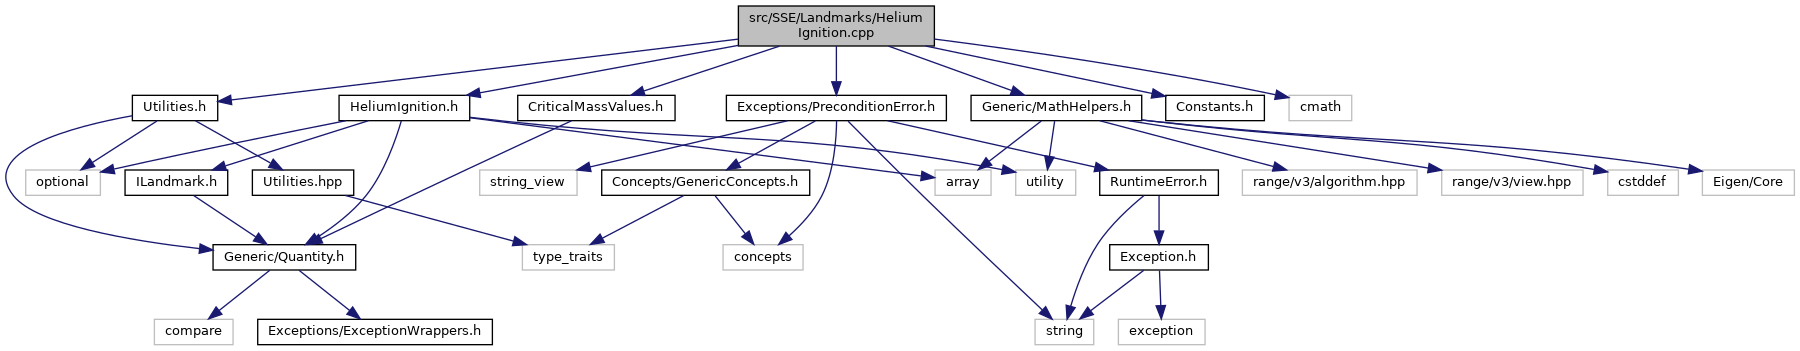 src/SSE/Landmarks/Helium
Ignition.cpp
Utilities.h
HeliumIgnition.h
CriticalMassValues.h
Exceptions/PreconditionError.h
Generic/MathHelpers.h
Constants.h
cmath
optional
ILandmark.h
Utilities.hpp
string_view
Concepts/GenericConcepts.h
array
utility
RuntimeError.h
range/v3/algorithm.hpp
range/v3/view.hpp
cstddef
Eigen/Core
Generic/Quantity.h
type_traits
concepts
Exception.h
compare
Exceptions/ExceptionWrappers.h
string
exception